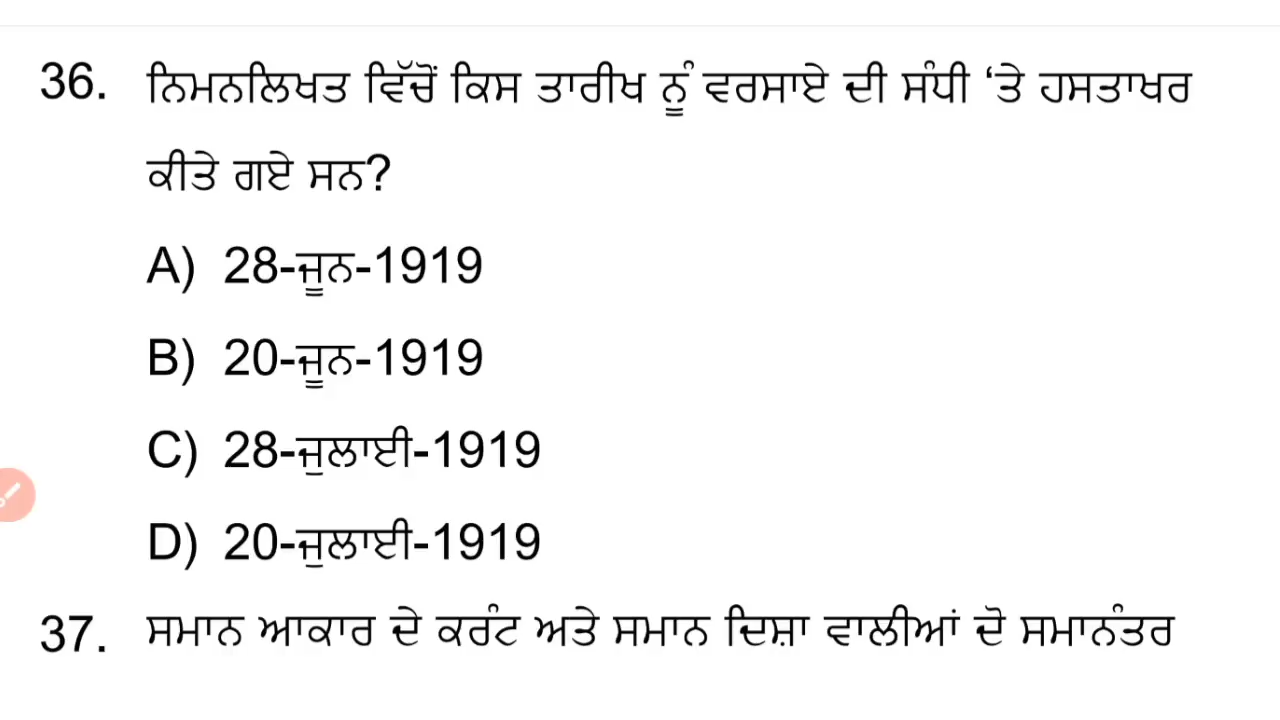 36. ਨਿਮਨਲਿਖਤ ਵਿੱਚੋਂ ਕਿਸ ਤਾਰੀਖ ਨੂੰ ਵਰਸਾਏ ਦੀ ਸੰਧੀ ‘ਤੇ ਹਸਤਾਖਰ
ਕੀਤੇ ਗਏ ਸਨ?
A) 28-ਜੂਨ-1919
B) 20-ਜੂਨ-1919
C) 28-ਜੁਲਾਈ-1919
D) 20-ਜੁਲਾਈ-1919
37. ਸਮਾਨ ਆਕਾਰ ਦੇ ਕਰੰਟ ਅਤੇ ਸਮਾਨ ਦਿਸ਼ਾ ਵਾਲੀਆਂ ਦੋ ਸਮਾਨੰਤਰ